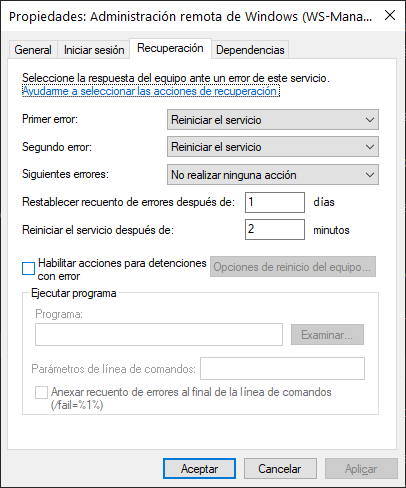 Propiedades: Administración remota de Windows (WS-Mana...
General
Iniciar sesión
Recuperación
Dependencias
Seleccione la respuesta del equipo ante un error de este servicio.
Ayudarme a seleccionar las acciones de recuperación.
Primer error:
Reiniciar el servicio
Segundo error:
Reiniciar el servicio
Siguientes errores:
No realizar ninguna acción
Restablecer recuento de errores después de:
1
días
Reiniciar el servicio después de:
2
minutos
Habilitar acciones para detenciones
con error
Opciones de reinicio del equipo...
Ejecutar programa
Programa:
Examinar...
Parámetros de línea de comandos:
Anexar recuento de errores al final de la línea de comandos
(/fail=%1%)
Aceptar
Cancelar
Aplicar